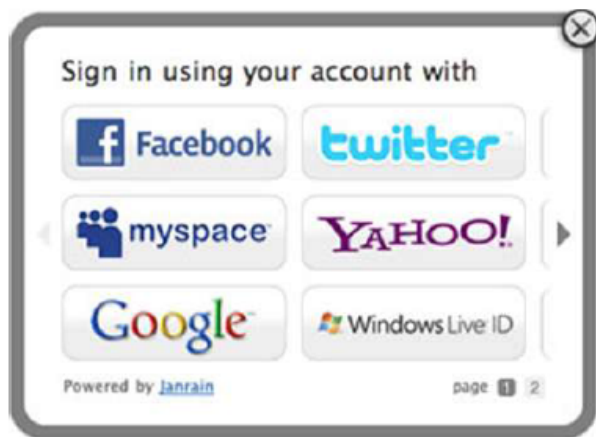 Sign in using your account with
Facebook twitter
myspace YAHOO!
Google Windows Live ID
Powered by Janrain page 1 2